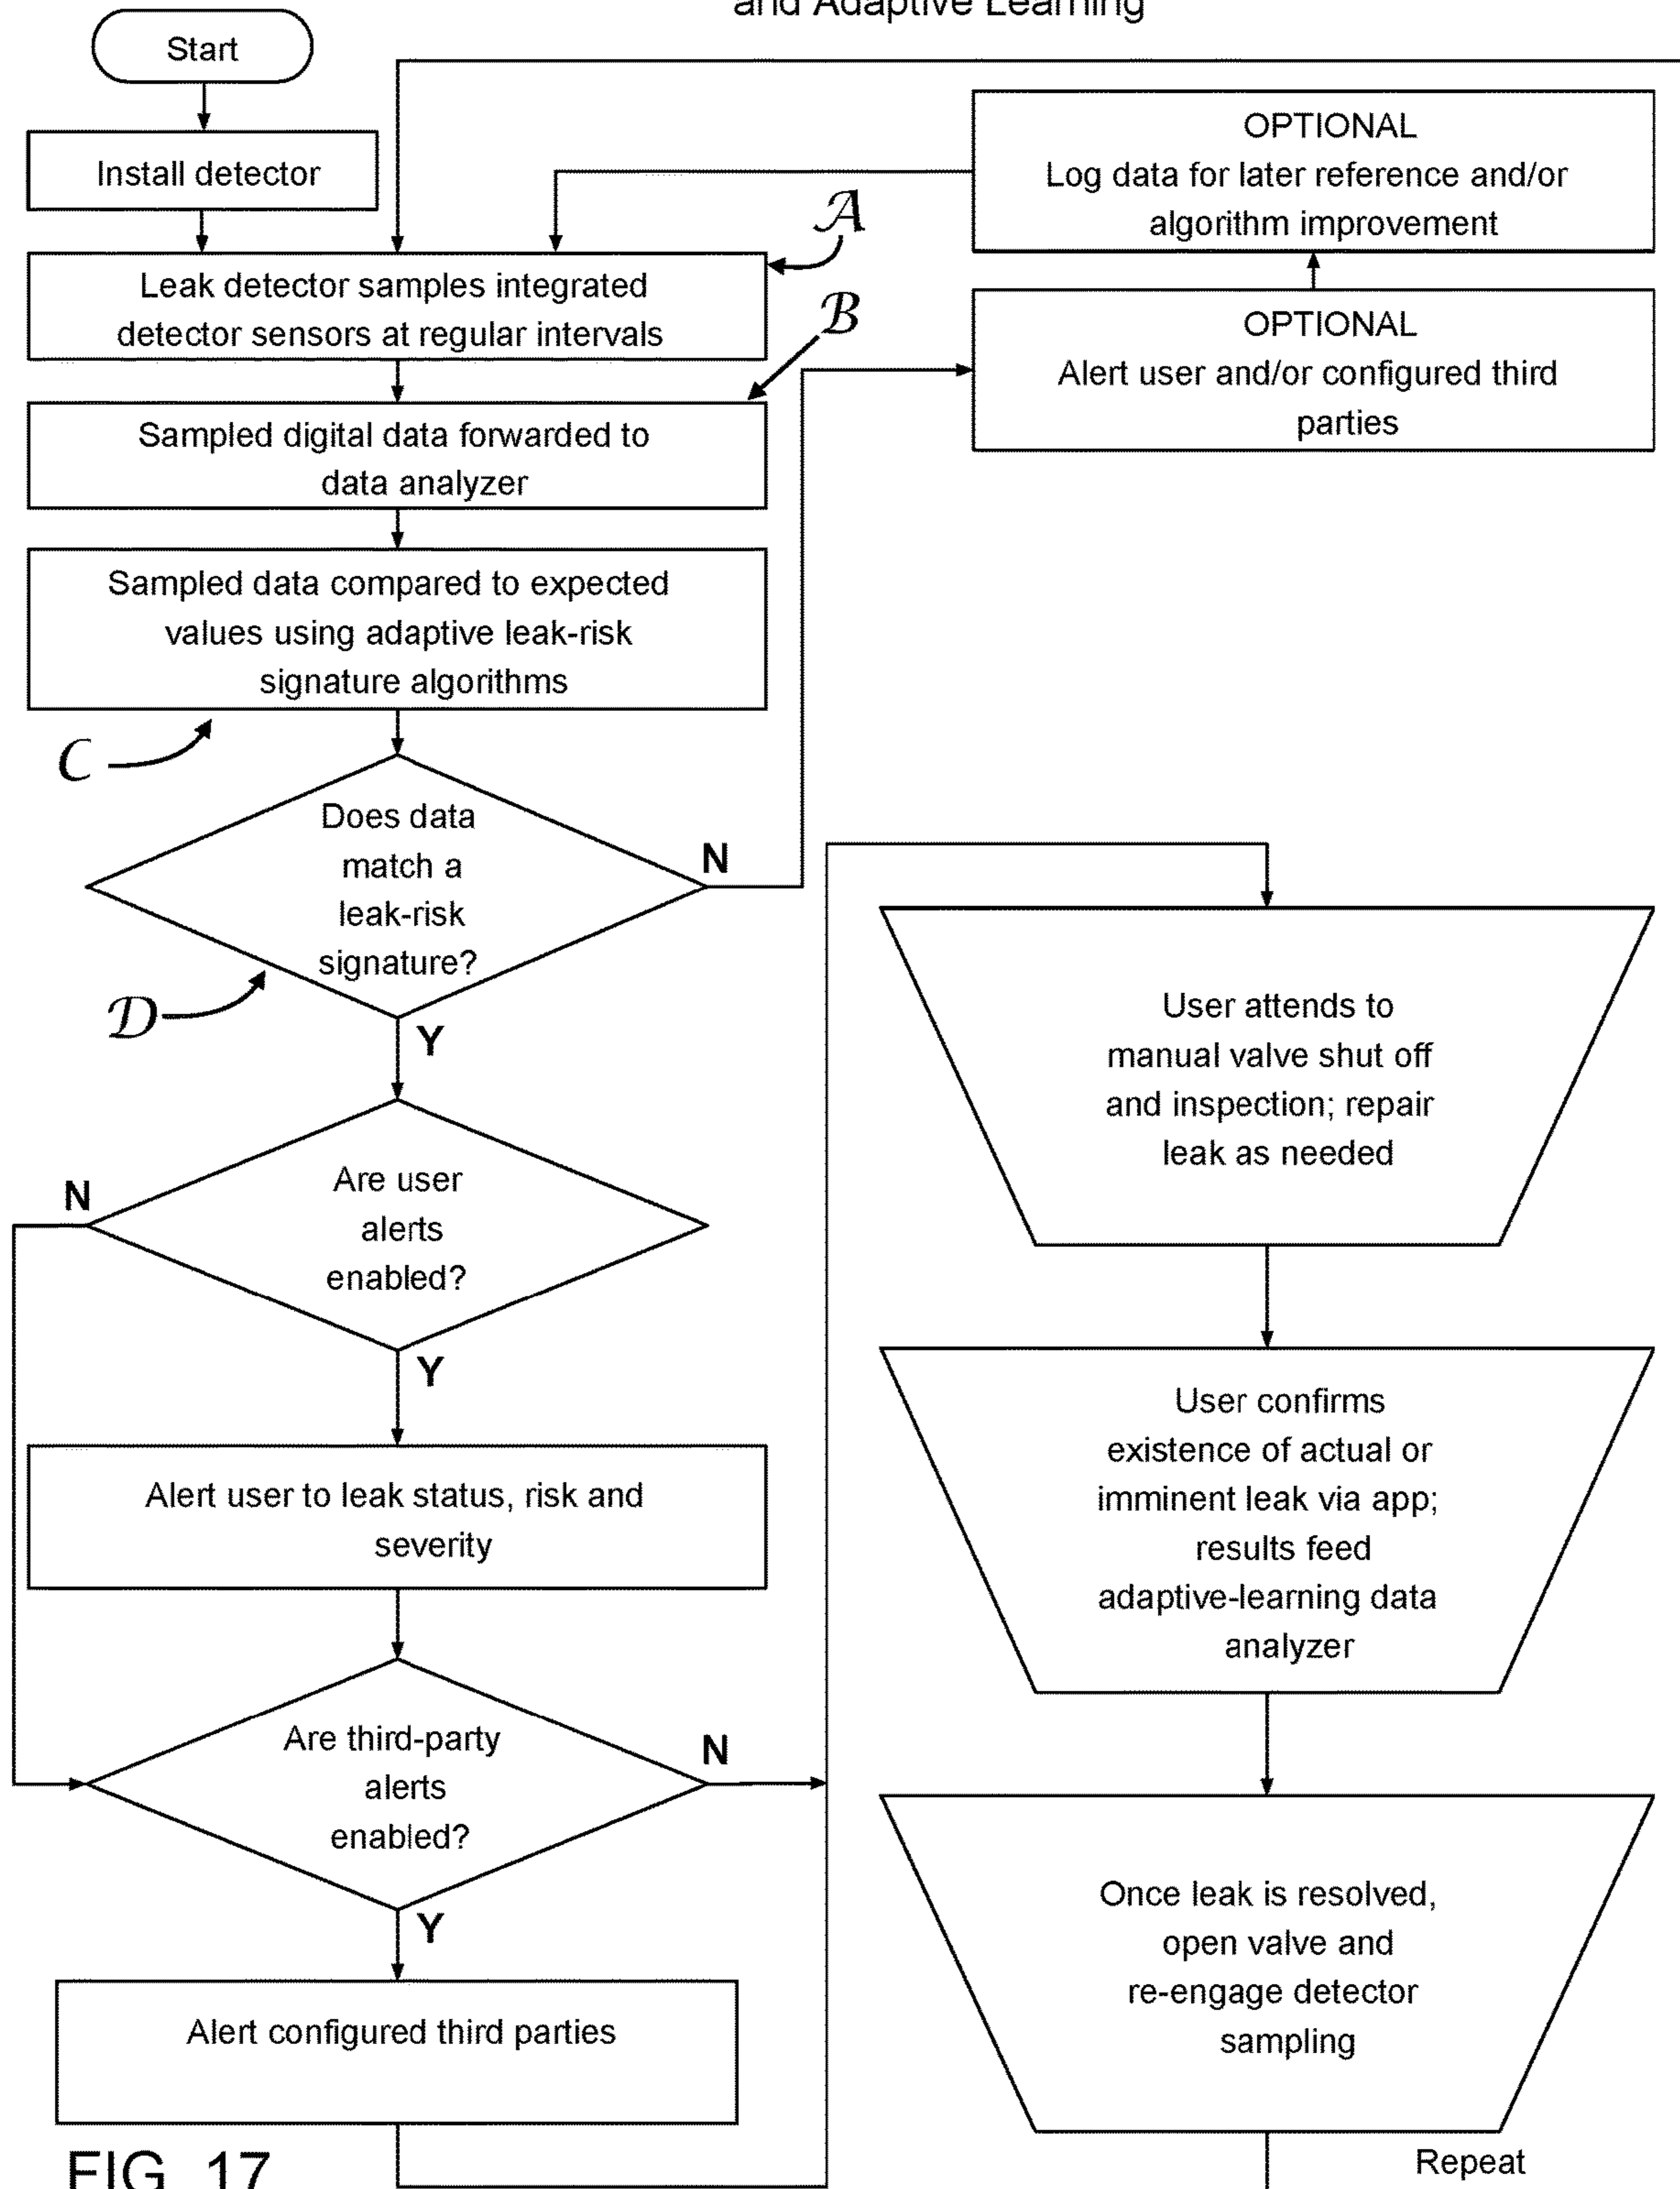 and Adaptive Learning
Start
Install detector
OPTIONAL
Log data for later reference and/or
algorithm improvement
A
Leak detector samples integrated
detector sensors at regular intervals
B
OPTIONAL
Alert user and/or configured third
parties
Sampled digital data forwarded to
data analyzer
Sampled data compared to expected
values using adaptive leak-risk
signature algorithms
C
Does data
match a
leak-risk
signature?
N
D
Y
User attends to
manual valve shut off
and inspection; repair
leak as needed
Are user
alerts
enabled?
N
Y
User confirms
existence of actual or
imminent leak via app;
results feed
adaptive-learning data
analyzer
Alert user to leak status, risk and
severity
Are third-party
alerts
enabled?
N
Y
Once leak is resolved,
open valve and
re-engage detector
sampling
Alert configured third parties
FIG. 17
Repeat